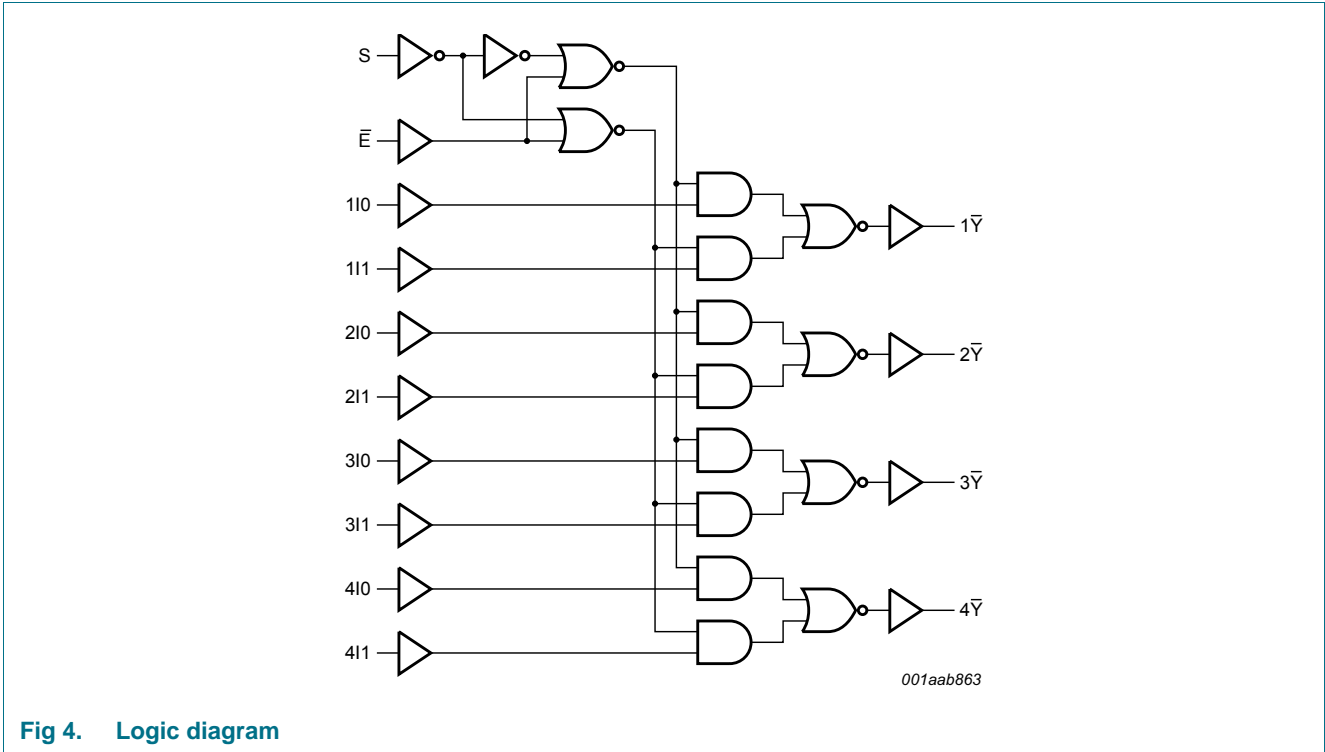 S
E̅
1I0
1I1
2I0
2I1
3I0
3I1
4I0
4I1
1Y̅
2Y̅
3Y̅
4Y̅
001aab863
Fig 4. Logic diagram